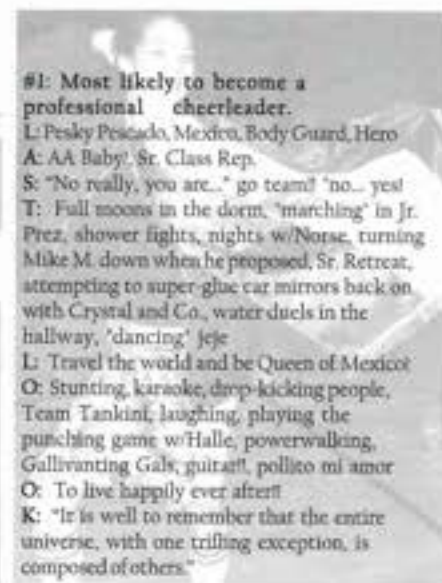 #1: Most likely to become a
professional cheerleader.
L: Pesky Pescado, Mexico, Body Guard, Hero
A: AA Baby!, Sr. Class Rep.
S: "No really, you are..." go team!! "no... yes!
T: Full moons in the dorm, "marching" in Jr.
Prez, shower fights, nights w/Norse, turning
Mike M. down when he proposed, Sr. Retreat,
attempting to super-glue car mirrors back on
with Crystal and Co., water duels in the
hallway, "dancing" jeje
L: Travel the world and be Queen of Mexico!
O: Stunting, karaoke, drop-kicking people,
Team Tankini, laughing, playing the
punching game w/Halle, powerwalking,
Gallivanting Gals, guitar!!, pollito mi amor
O: To live happily ever after!!
K: "It is well to remember that the entire
universe, with one trifling exception, is
composed of others."